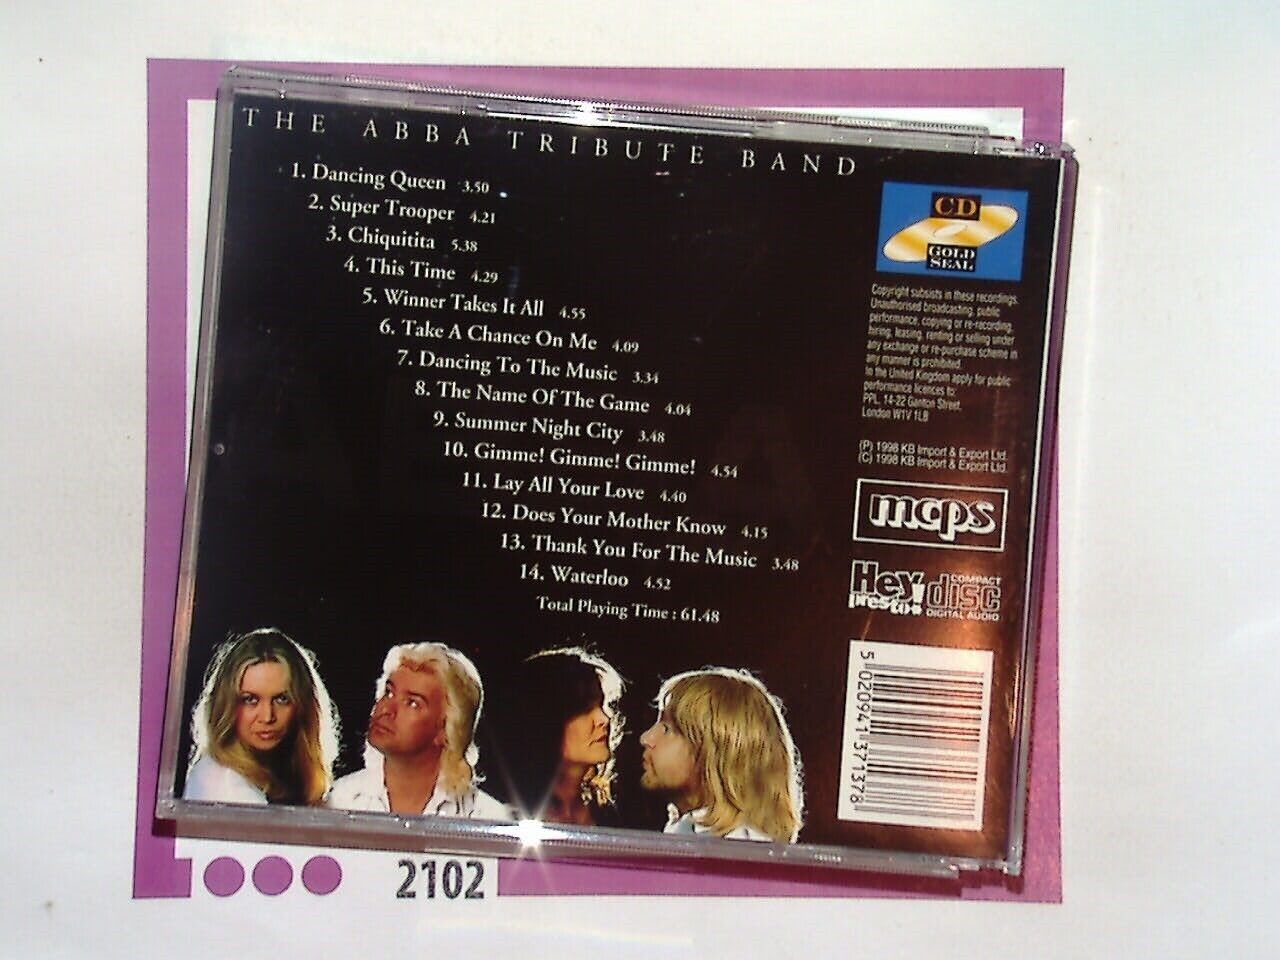 THE ABBA TRIBUTE BAND
1. Dancing Queen 3.50
2. Super Trooper 4.21
3. Chiquitita 5.38
4. This Time 4.29
5. Winner Takes It All 4.55
6. Take A Chance On Me 4.09
7. Dancing To The Music 3.34
8. The Name Of The Game 4.04
9. Summer Night City 3.48
10. Gimme! Gimme! Gimme! 4.54
11. Lay All Your Love 4.40
12. Does Your Mother Know 4.15
13. Thank You For The Music 3.48
14. Waterloo 4.52
Total Playing Time : 61.48
CD
GOLD
SEAL
Copyright subsists in these recordings.
Unauthorised broadcasting, public
performance, copying or re-recording,
hiring, leasing, renting or selling under
any exchange or re-purchase scheme in
any manner is prohibited.
In the United Kingdom apply for public
performance licences to:
PPL. 14-22 Ganton Street,
London W1V 1LB
(P) 1998 KB Import & Export Ltd.
(C) 1998 KB Import & Export Ltd.
mcps
Hey
presto!
COMPACT
disc
DIGITAL AUDIO
5 020941 371378
2102